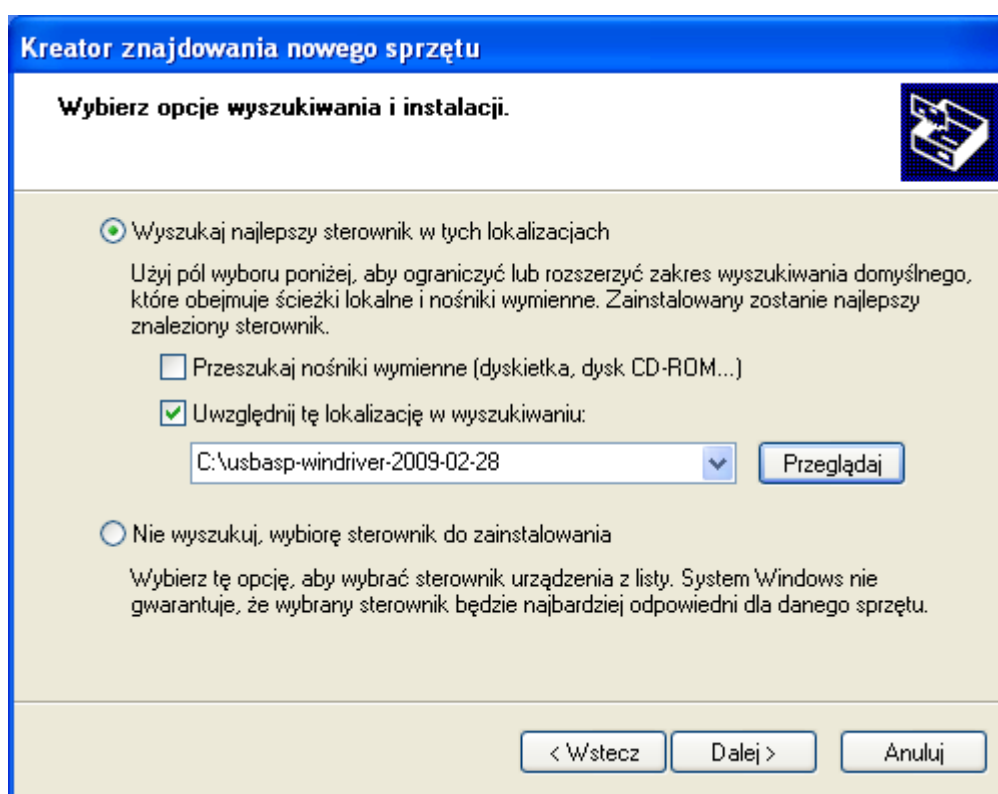 Kreator znajdowania nowego sprzętu
Wybierz opcje wyszukiwania i instalacji.
Wyszukaj najlepszy sterownik w tych lokalizacjach
Użyj pól wyboru poniżej, aby ograniczyć lub rozszerzyć zakres wyszukiwania domyślnego,
które obejmuje ścieżki lokalne i nośniki wymienne. Zainstalowany zostanie najlepszy
znaleziony sterownik.
Przeszukaj nośniki wymienne (dyskietka, dysk CD-ROM...)
Uwzględnij tę lokalizację w wyszukiwaniu:
C:\usbasp-windriver-2009-02-28
Przeglądaj
Nie wyszukuj, wybiorę sterownik do zainstalowania
Wybierz tę opcję, aby wybrać sterownik urządzenia z listy. System Windows nie
gwarantuje, że wybrany sterownik będzie najbardziej odpowiedni dla danego sprzętu.
< Wstecz
Dalej >
Anuluj